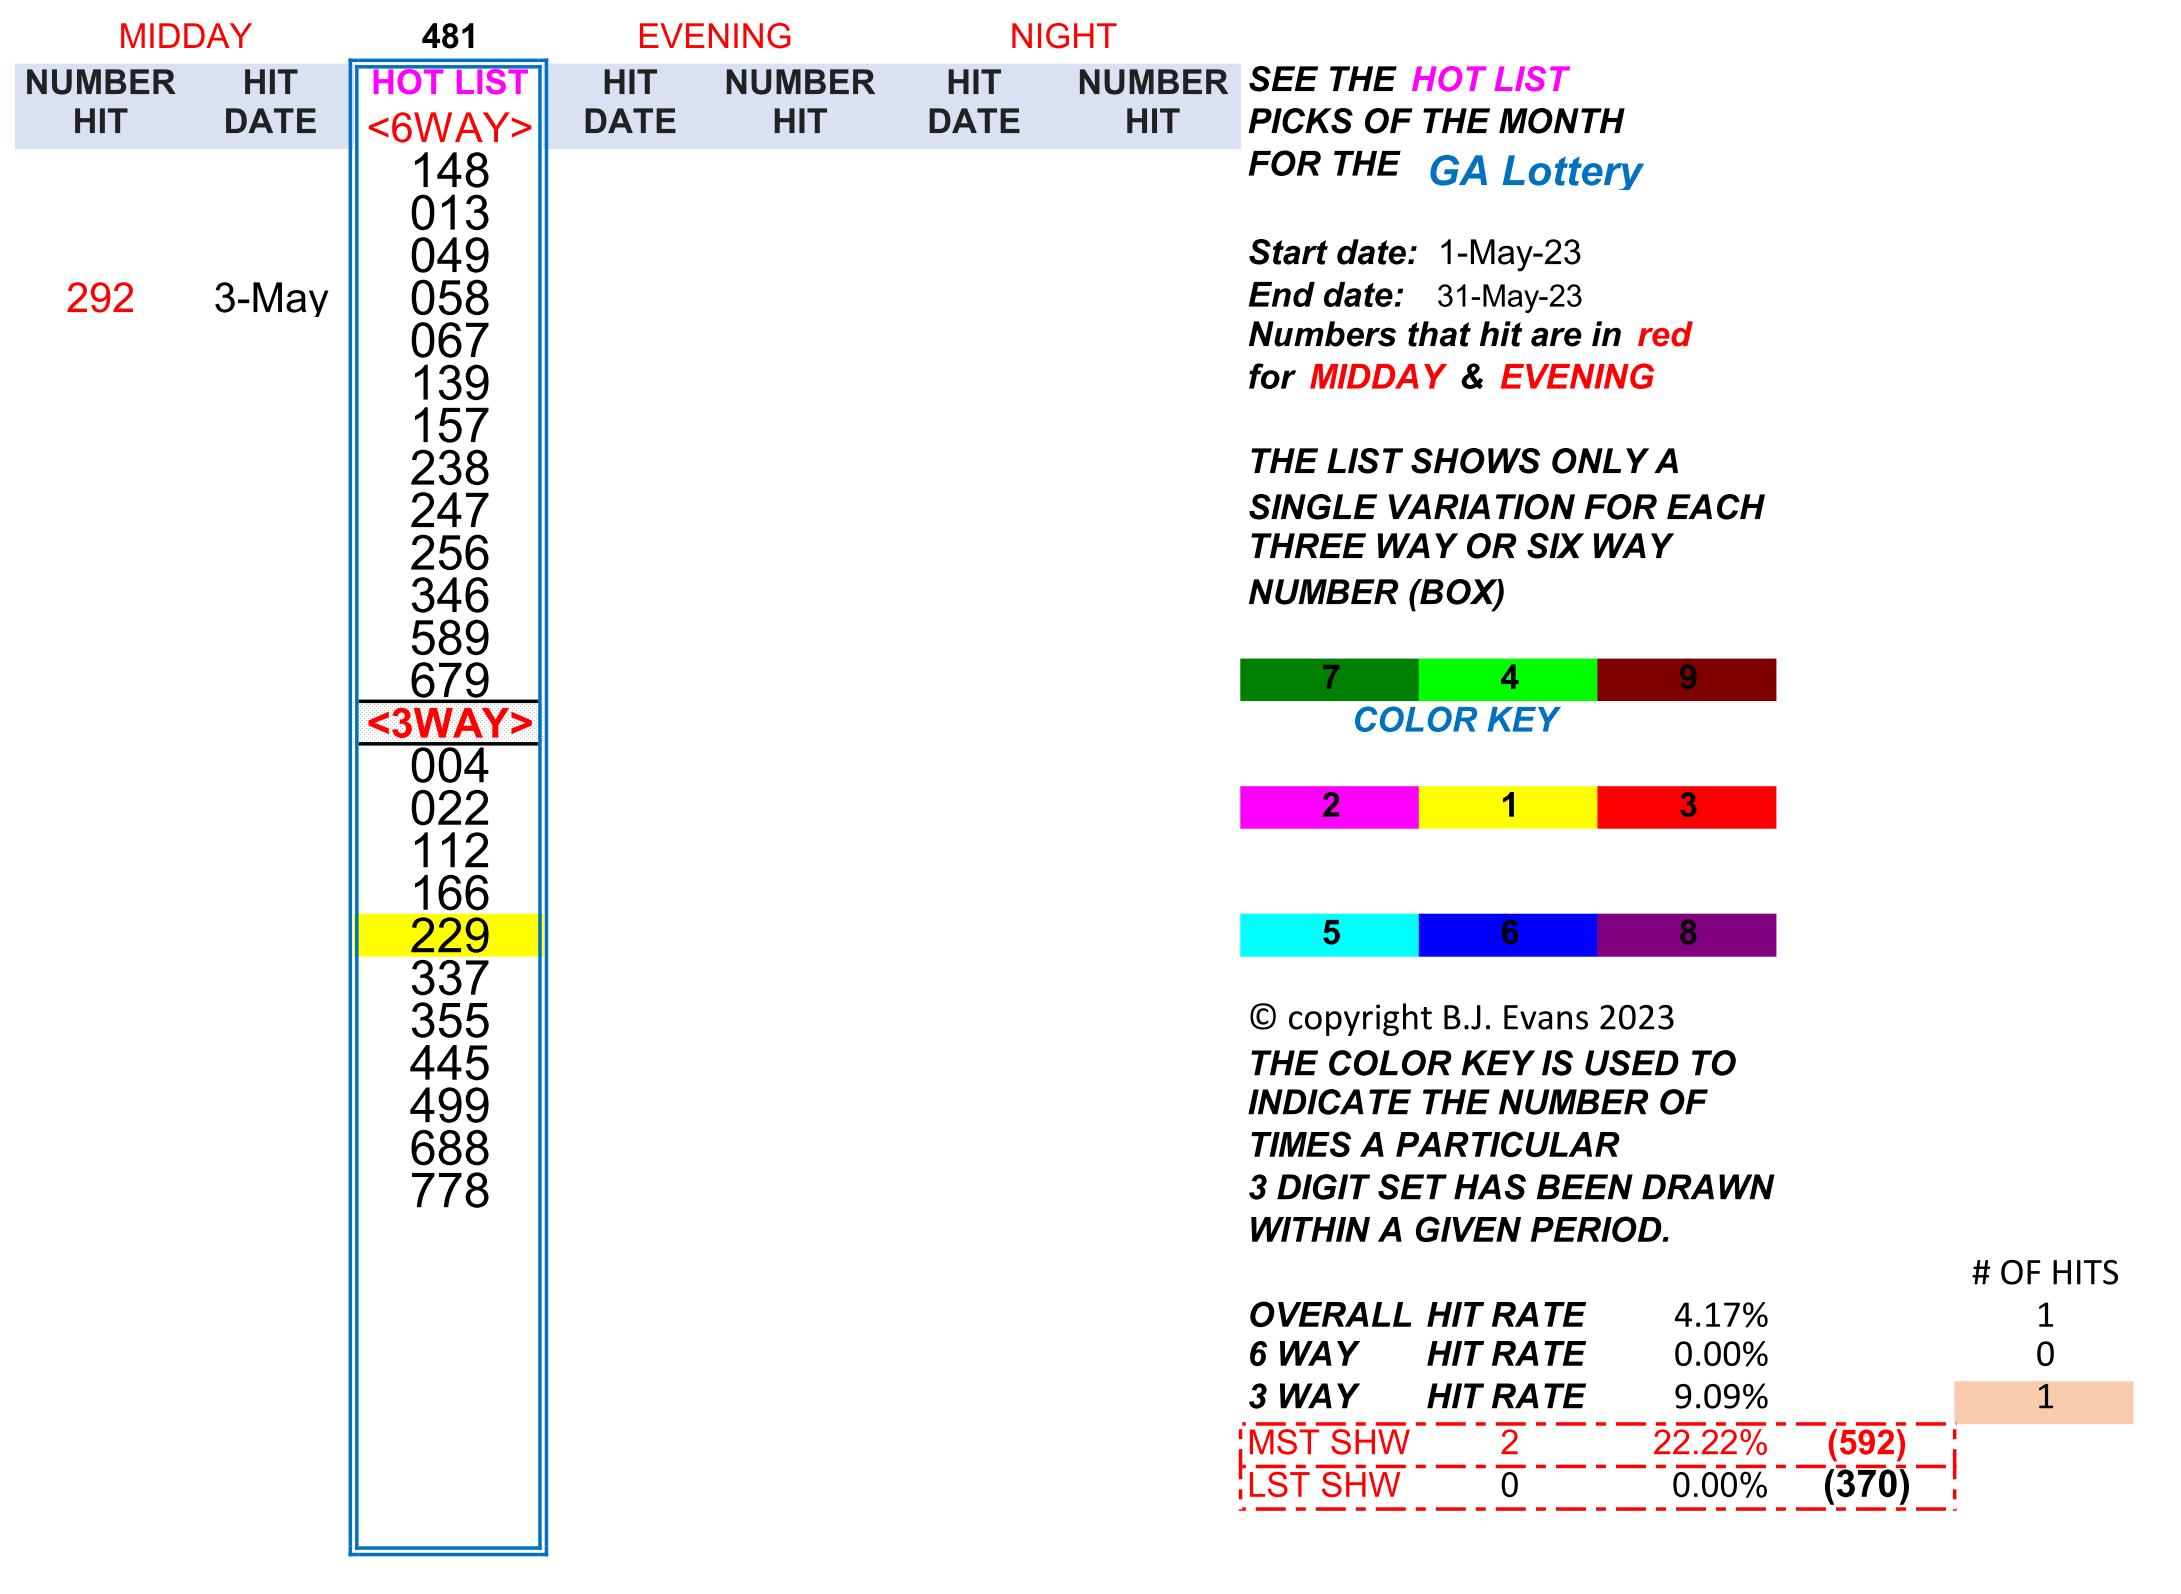 MIDDAY 481 EVENING NIGHT
NUMBER HIT HOT LIST HIT NUMBER HIT NUMBER
HIT DATE <6WAY> DATE HIT DATE HIT
148
013
049
292 3-May 058
067
139
157
238
247
256
346
589
679
<3WAY>
004
022
112
166
229
337
355
445
499
688
778
SEE THE HOT LIST
PICKS OF THE MONTH
FOR THE GA Lottery
Start date: 1-May-23
End date: 31-May-23
Numbers that hit are in red
for MIDDAY & EVENING
THE LIST SHOWS ONLY A
SINGLE VARIATION FOR EACH
THREE WAY OR SIX WAY
NUMBER (BOX)
7 4 9
COLOR KEY
2 1 3
5 6 8
© copyright B.J. Evans 2023
THE COLOR KEY IS USED TO
INDICATE THE NUMBER OF
TIMES A PARTICULAR
3 DIGIT SET HAS BEEN DRAWN
WITHIN A GIVEN PERIOD.
# OF HITS
OVERALL HIT RATE 4.17% 1
6 WAY HIT RATE 0.00% 0
3 WAY HIT RATE 9.09% 1
MST SHW 2 22.22% (592)
LST SHW 0 0.00% (370)